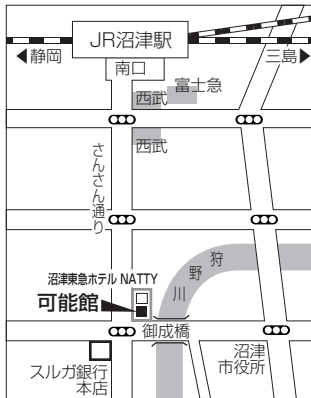 JR沼津駅
◀静岡
三島▶
南口
富士急
西武
西武
さんさん通り
沼津東急ホテル NATTY
可能館
狩野川
御成橋
スルガ銀行
本店
沼津
市役所